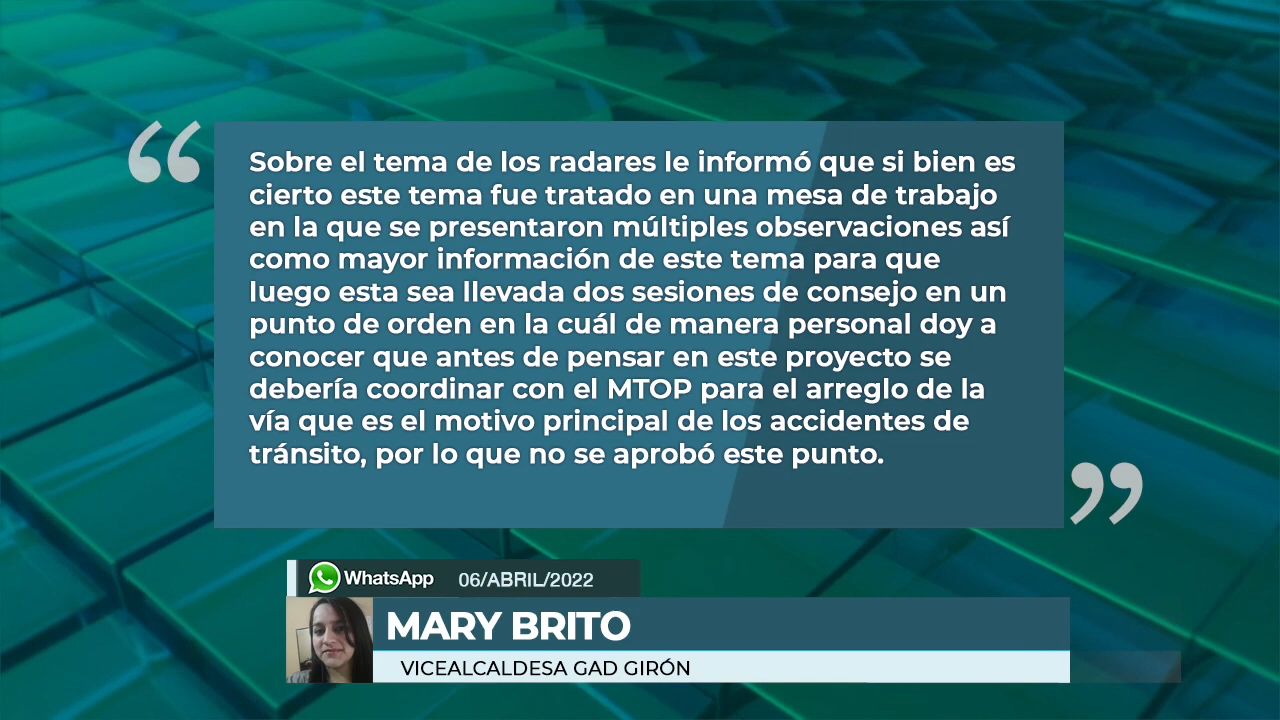 “
Sobre el tema de los radares le informó que si bien es
cierto este tema fue tratado en una mesa de trabajo
en la que se presentaron múltiples observaciones así
como mayor información de este tema para que
luego esta sea llevada dos sesiones de consejo en un
punto de orden en la cuál de manera personal doy a
conocer que antes de pensar en este proyecto se
debería coordinar con el MTOP para el arreglo de la
vía que es el motivo principal de los accidentes de
tránsito, por lo que no se aprobó este punto.
”
WhatsApp 06/ABRIL/2022
MARY BRITO
VICEALCALDESA GAD GIRÓN